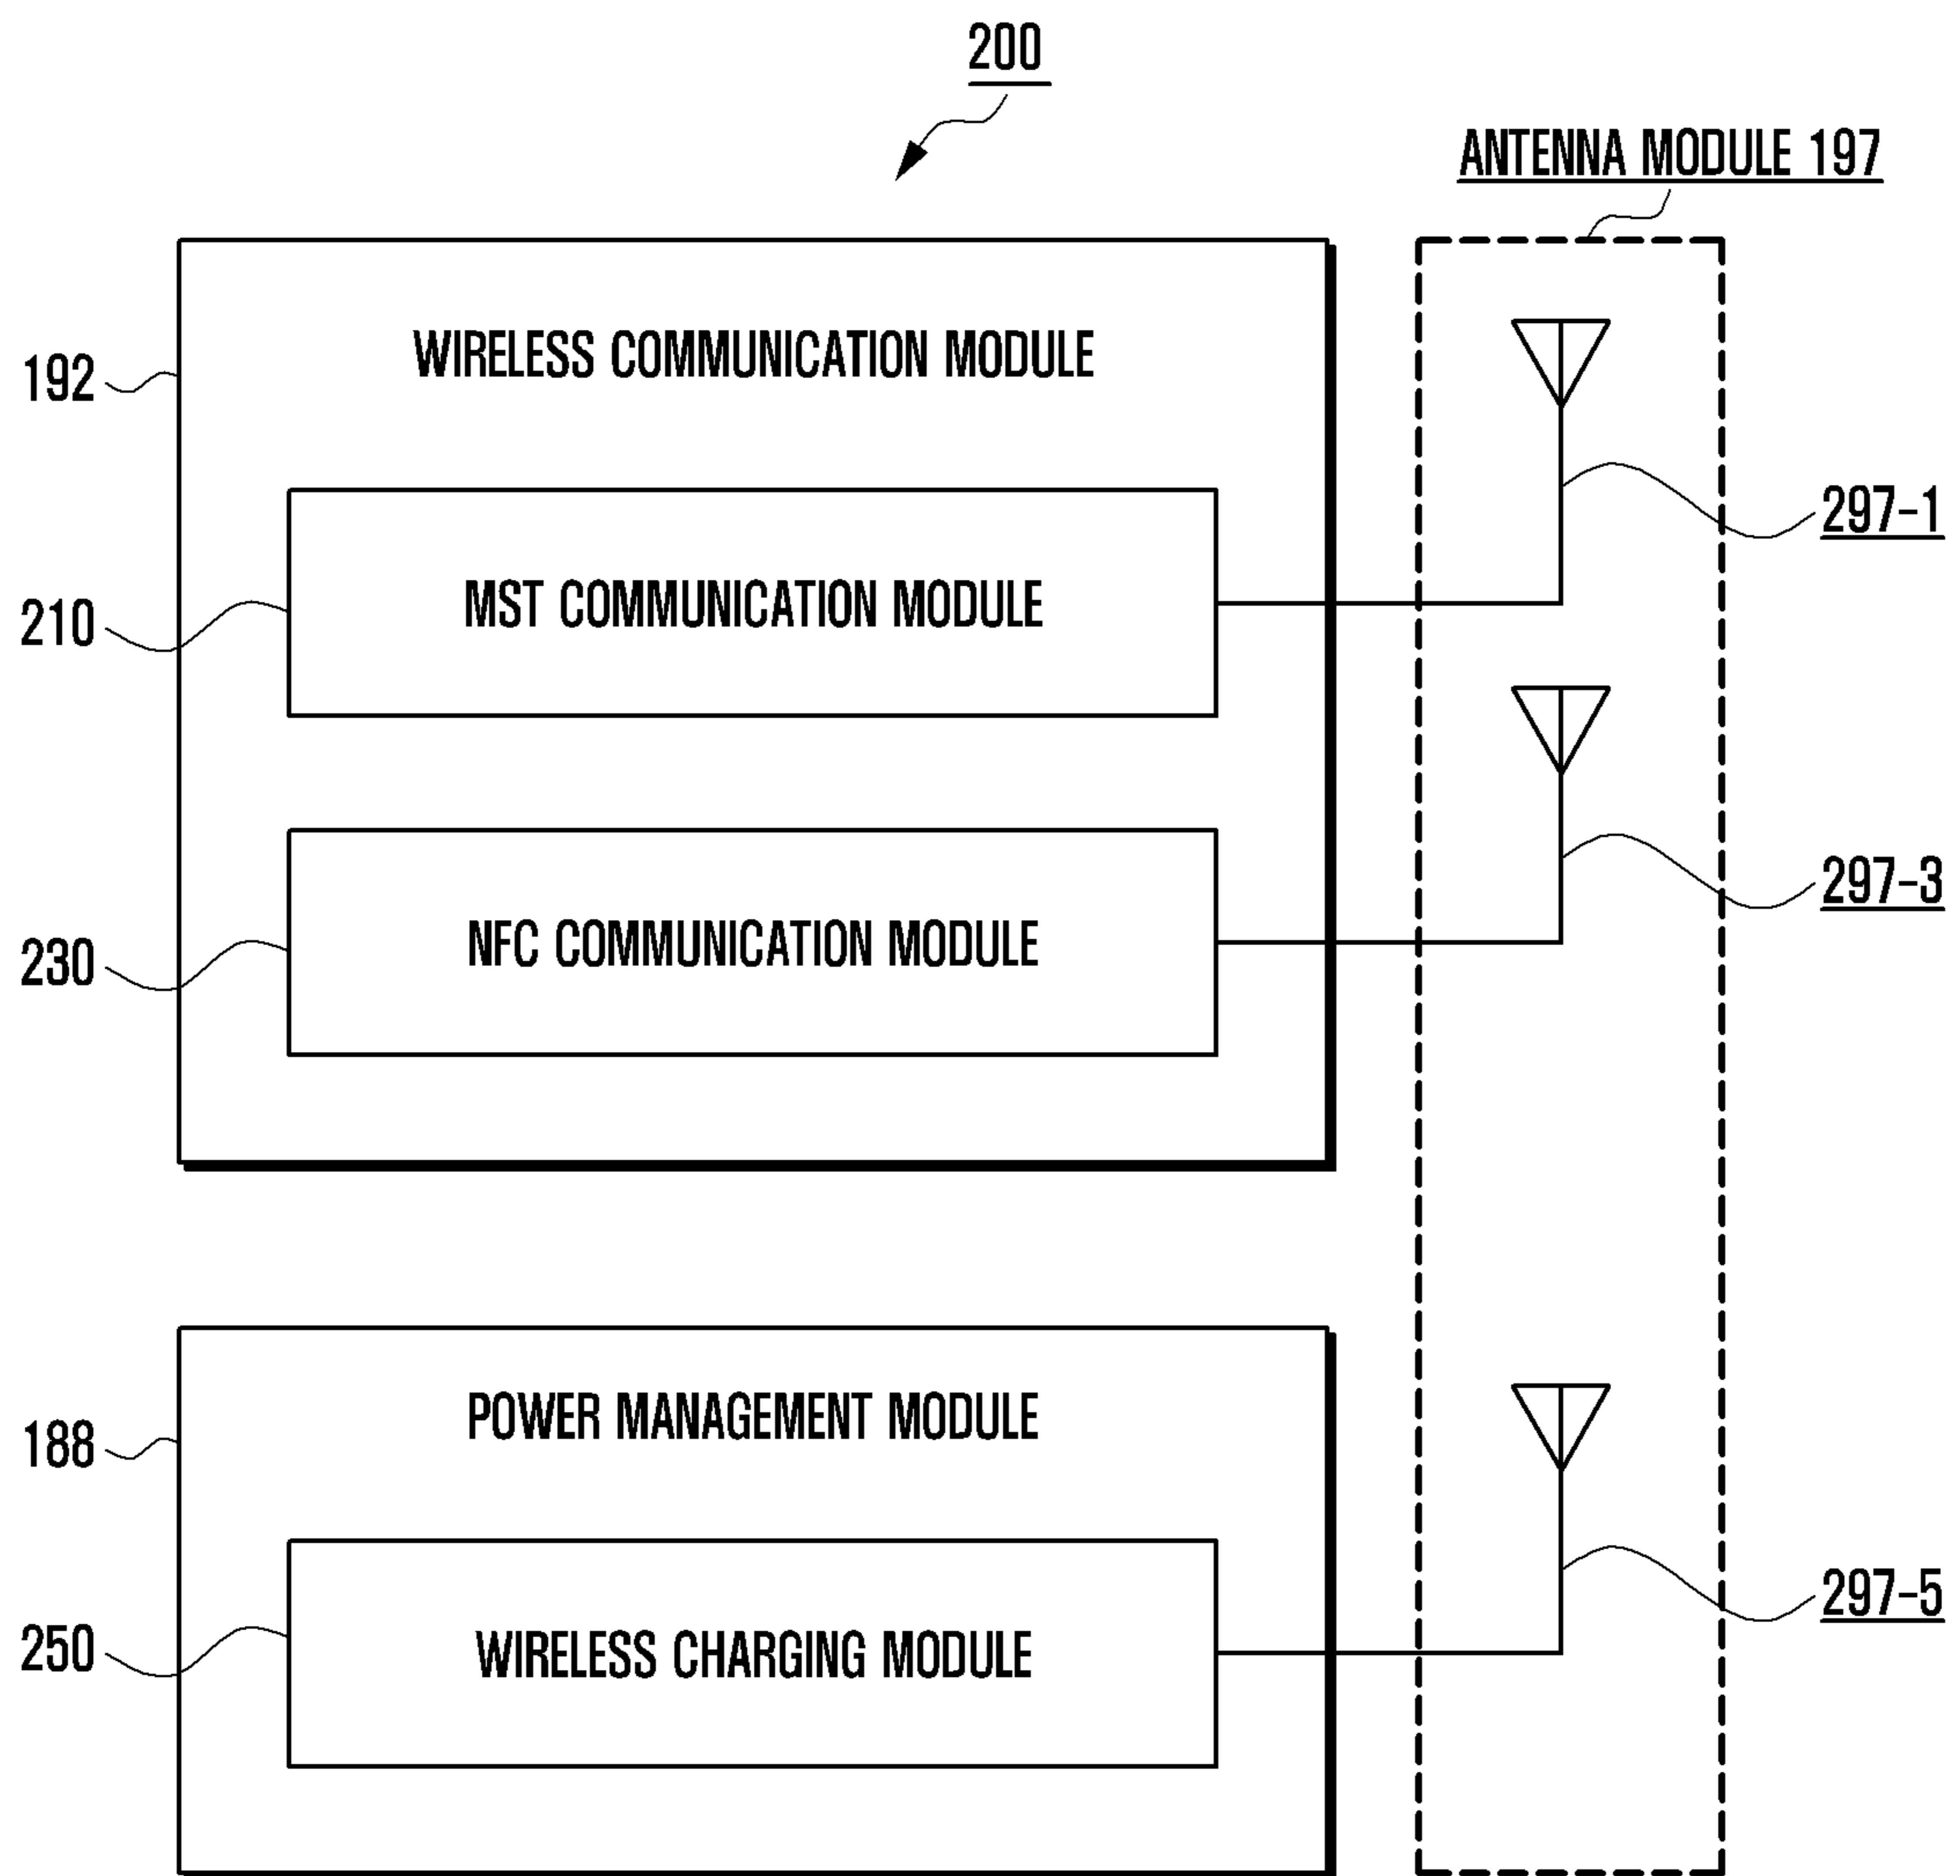 200
ANTENNA MODULE 197
WIRELESS COMMUNICATION MODULE
192
297-1
MST COMMUNICATION MODULE
210
297-3
NFC COMMUNICATION MODULE
230
POWER MANAGEMENT MODULE
188
297-5
WIRELESS CHARGING MODULE
250